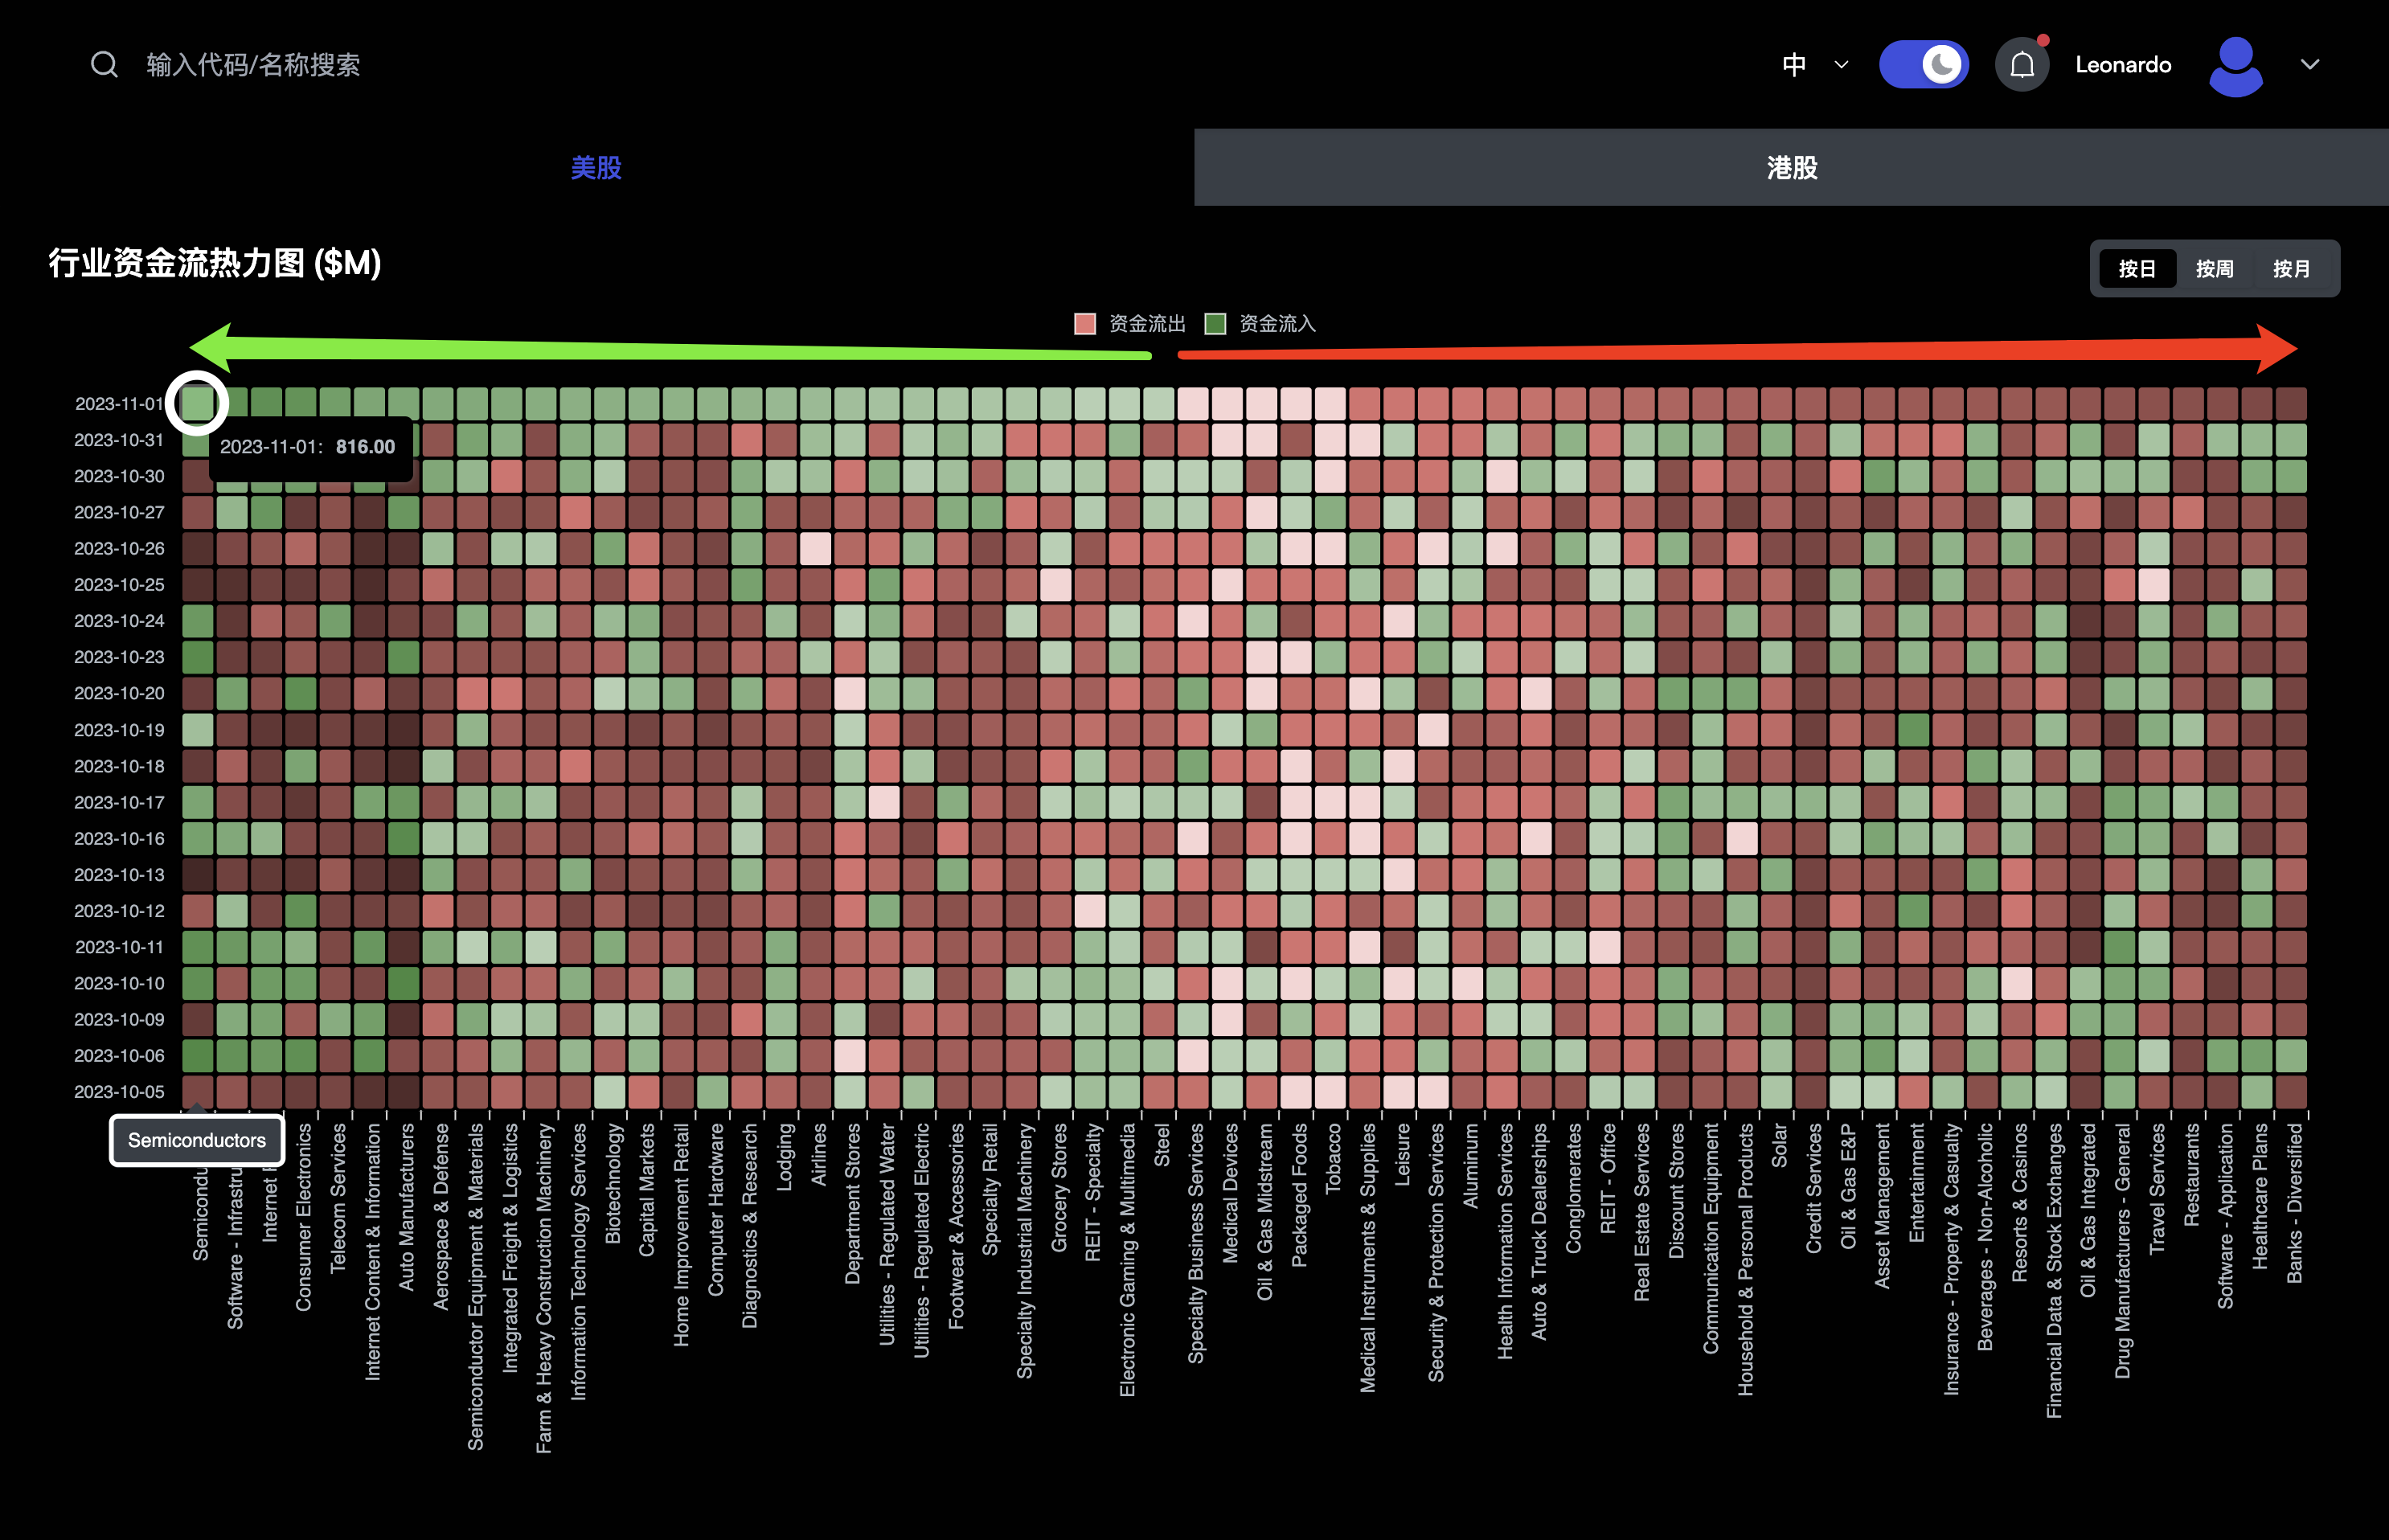 输入代码/名称搜索
中
Leonardo
美股
港股
行业资金流热力图 ($M)
按日
按周
按月
资金流出
资金流入
2023-11-01
2023-10-31
2023-11-01: 816.00
2023-10-30
2023-10-27
2023-10-26
2023-10-25
2023-10-24
2023-10-23
2023-10-20
2023-10-19
2023-10-18
2023-10-17
2023-10-16
2023-10-13
2023-10-12
2023-10-11
2023-10-10
2023-10-09
2023-10-06
2023-10-05
Semiconductors
Semicondu
Software - Infrastru
Internet
Consumer Electronics
Telecom Services
Internet Content & Information
Auto Manufacturers
Aerospace & Defense
Semiconductor Equipment & Materials
Integrated Freight & Logistics
Farm & Heavy Construction Machinery
Information Technology Services
Biotechnology
Capital Markets
Home Improvement Retail
Computer Hardware
Diagnostics & Research
Lodging
Airlines
Department Stores
Utilities - Regulated Water
Utilities - Regulated Electric
Footwear & Accessories
Specialty Retail
Specialty Industrial Machinery
Grocery Stores
REIT - Specialty
Electronic Gaming & Multimedia
Steel
Specialty Business Services
Medical Devices
Oil & Gas Midstream
Packaged Foods
Tobacco
Medical Instruments & Supplies
Leisure
Security & Protection Services
Aluminum
Health Information Services
Auto & Truck Dealerships
Conglomerates
REIT - Office
Real Estate Services
Discount Stores
Communication Equipment
Household & Personal Products
Solar
Credit Services
Oil & Gas E&P
Asset Management
Entertainment
Insurance - Property & Casualty
Beverages - Non-Alcoholic
Resorts & Casinos
Financial Data & Stock Exchanges
Oil & Gas Integrated
Drug Manufacturers - General
Travel Services
Restaurants
Software - Application
Healthcare Plans
Banks - Diversified